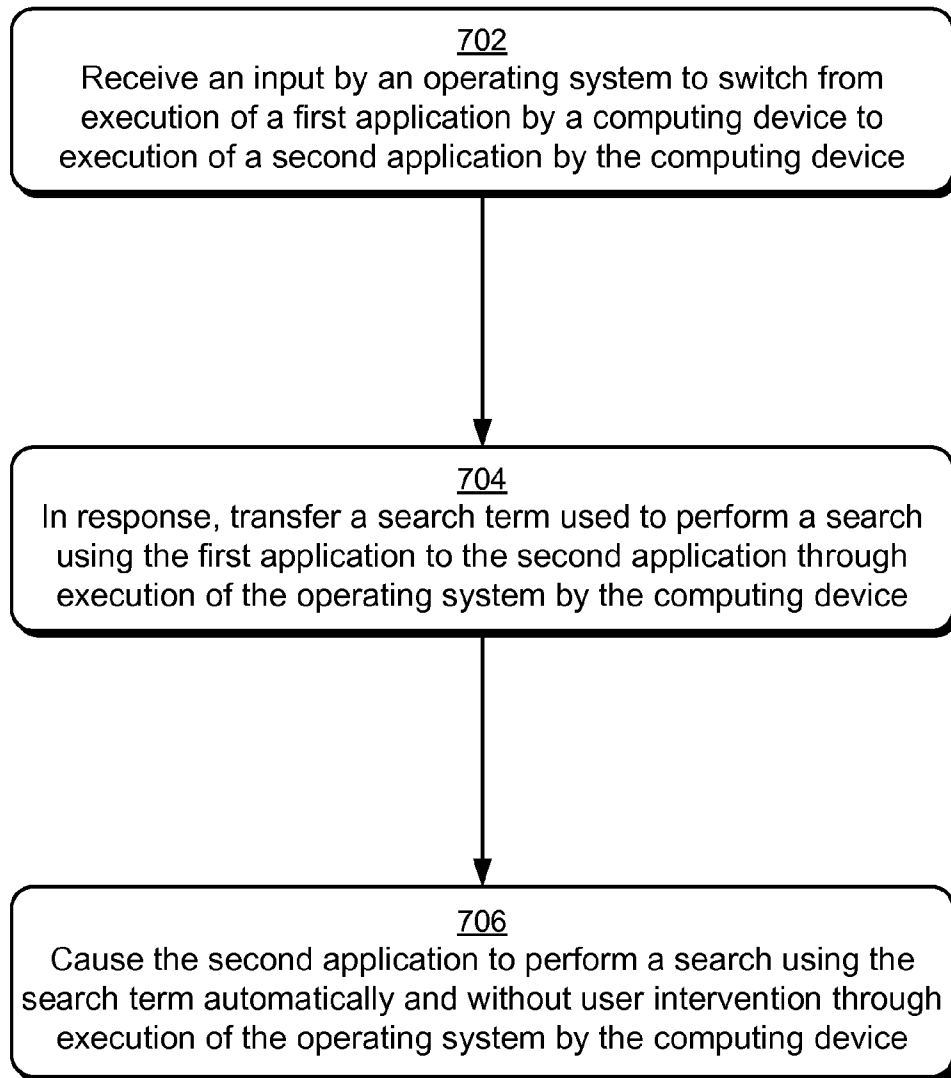 702
Receive an input by an operating system to switch from
execution of a first application by a computing device to
execution of a second application by the computing device
704
In response, transfer a search term used to perform a search
using the first application to the second application through
execution of the operating system by the computing device
706
Cause the second application to perform a search using the
search term automatically and without user intervention through
execution of the operating system by the computing device